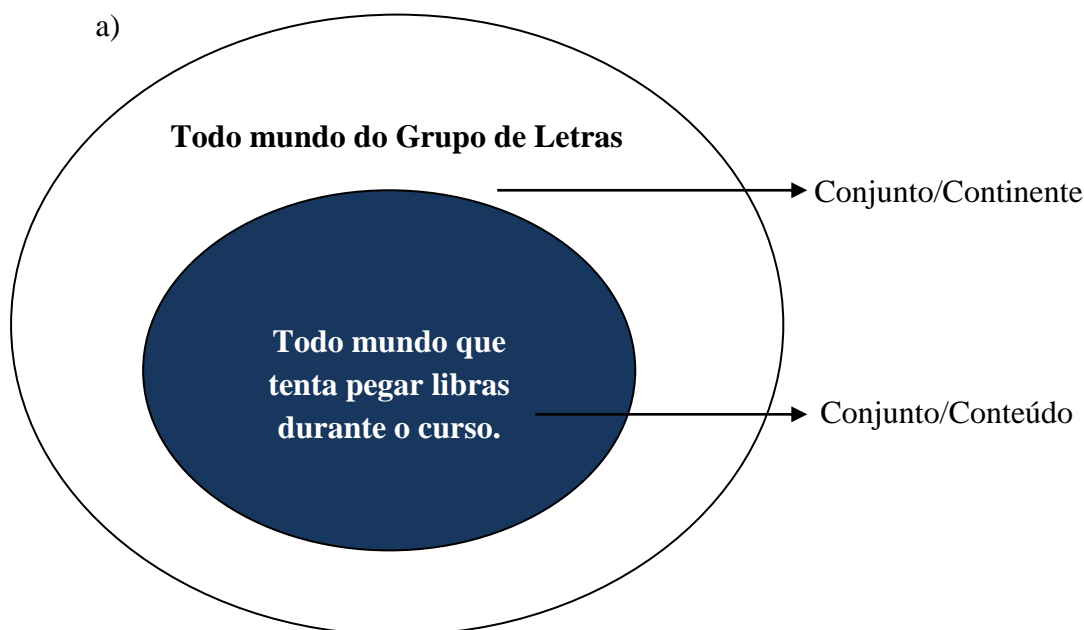 a)
Todo mundo do Grupo de Letras
Conjunto/Continente
Todo mundo que
tenta pegar libras
durante o curso.
Conjunto/Conteúdo